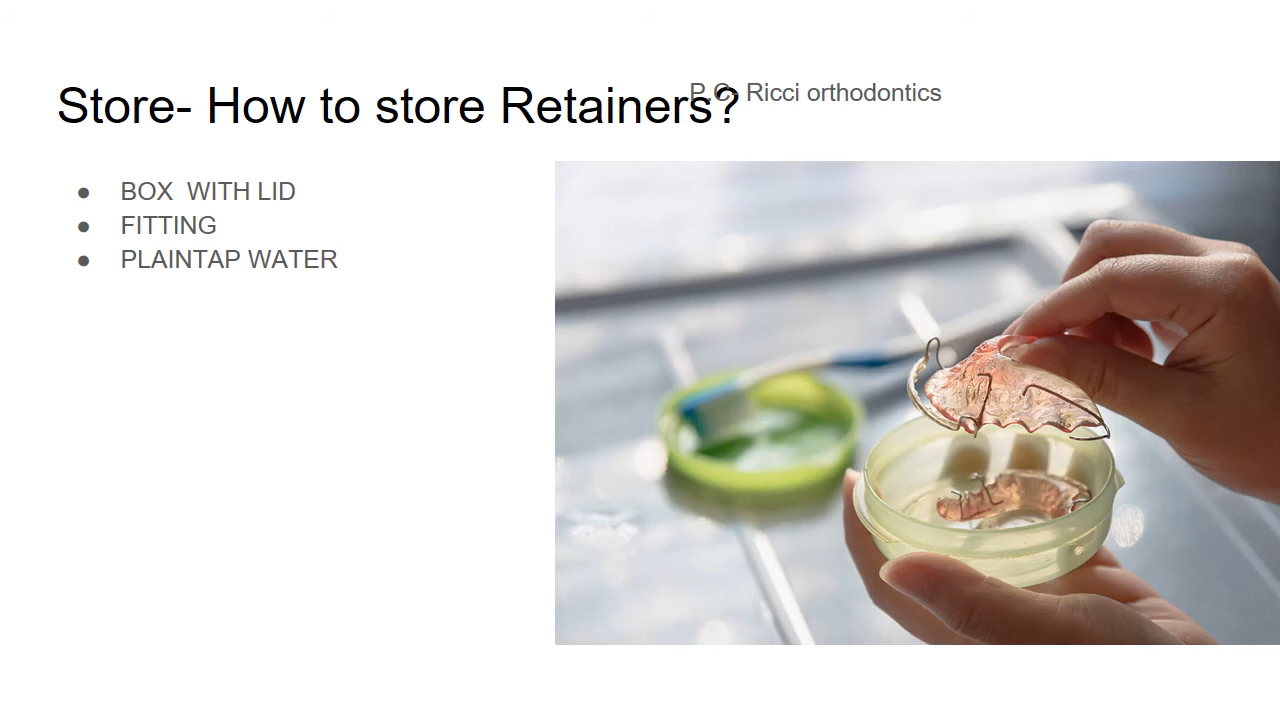 Store- How to store Retainers?
P.C- Ricci orthodontics
● BOX  WITH LID
● FITTING
● PLAINTAP WATER